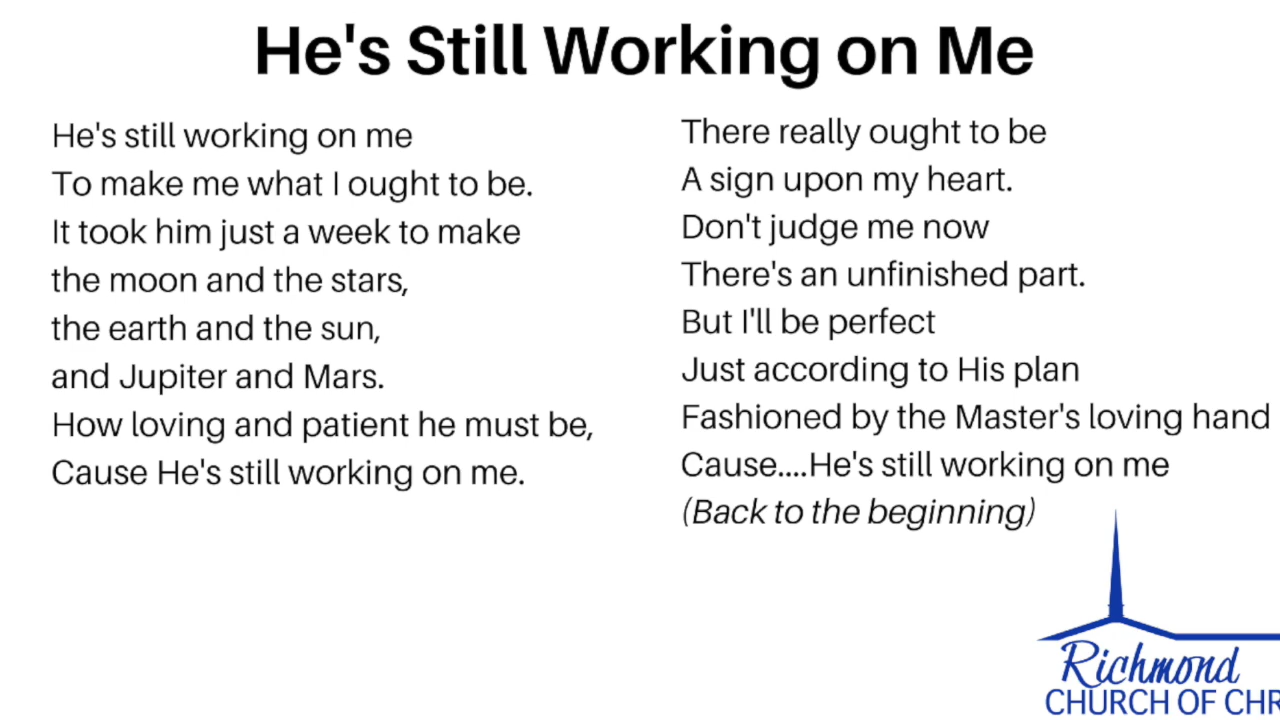 He's Still Working on Me
He's still working on me
To make me what I ought to be.
It took him just a week to make
the moon and the stars,
the earth and the sun,
and Jupiter and Mars.
How loving and patient he must be,
Cause He's still working on me.
There really ought to be
A sign upon my heart.
Don't judge me now
There's an unfinished part.
But I'll be perfect
Just according to His plan
Fashioned by the Master's loving hand
Cause....He's still working on me
(Back to the beginning)
Richmond
CHURCH OF CHR